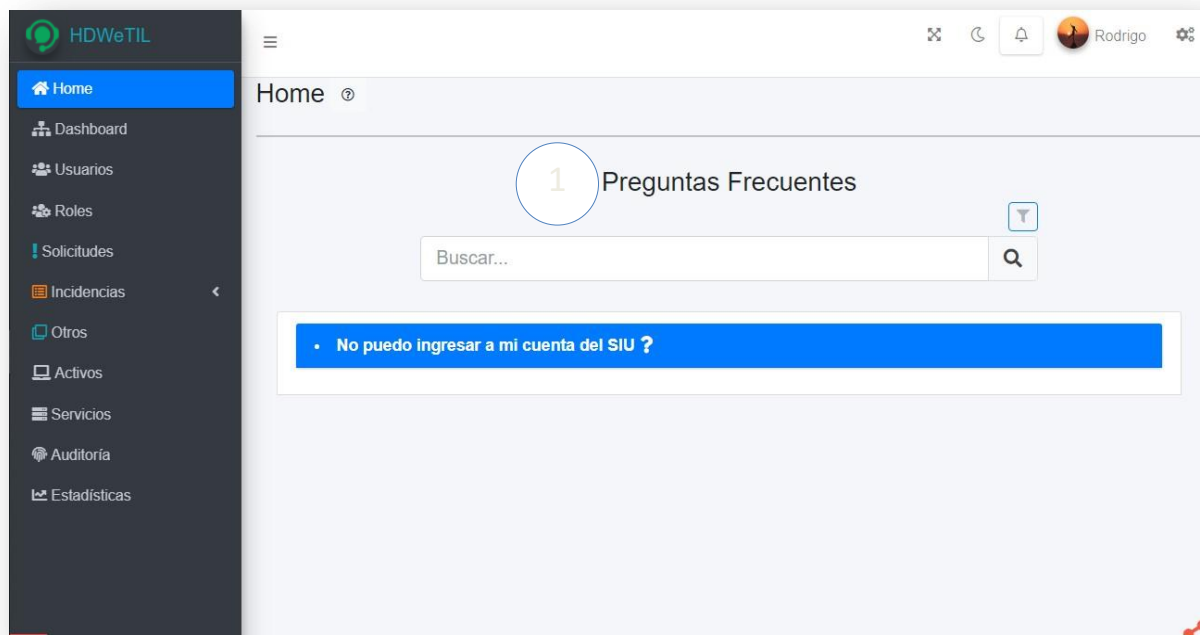 HDWeTIL
Rodrigo
Home
Dashboard
Usuarios
Roles
Solicitudes
Incidencias
Otros
Activos
Servicios
Auditoría
Estadísticas
Home
1 Preguntas Frecuentes
Buscar...
• No puedo ingresar a mi cuenta del SIU ?